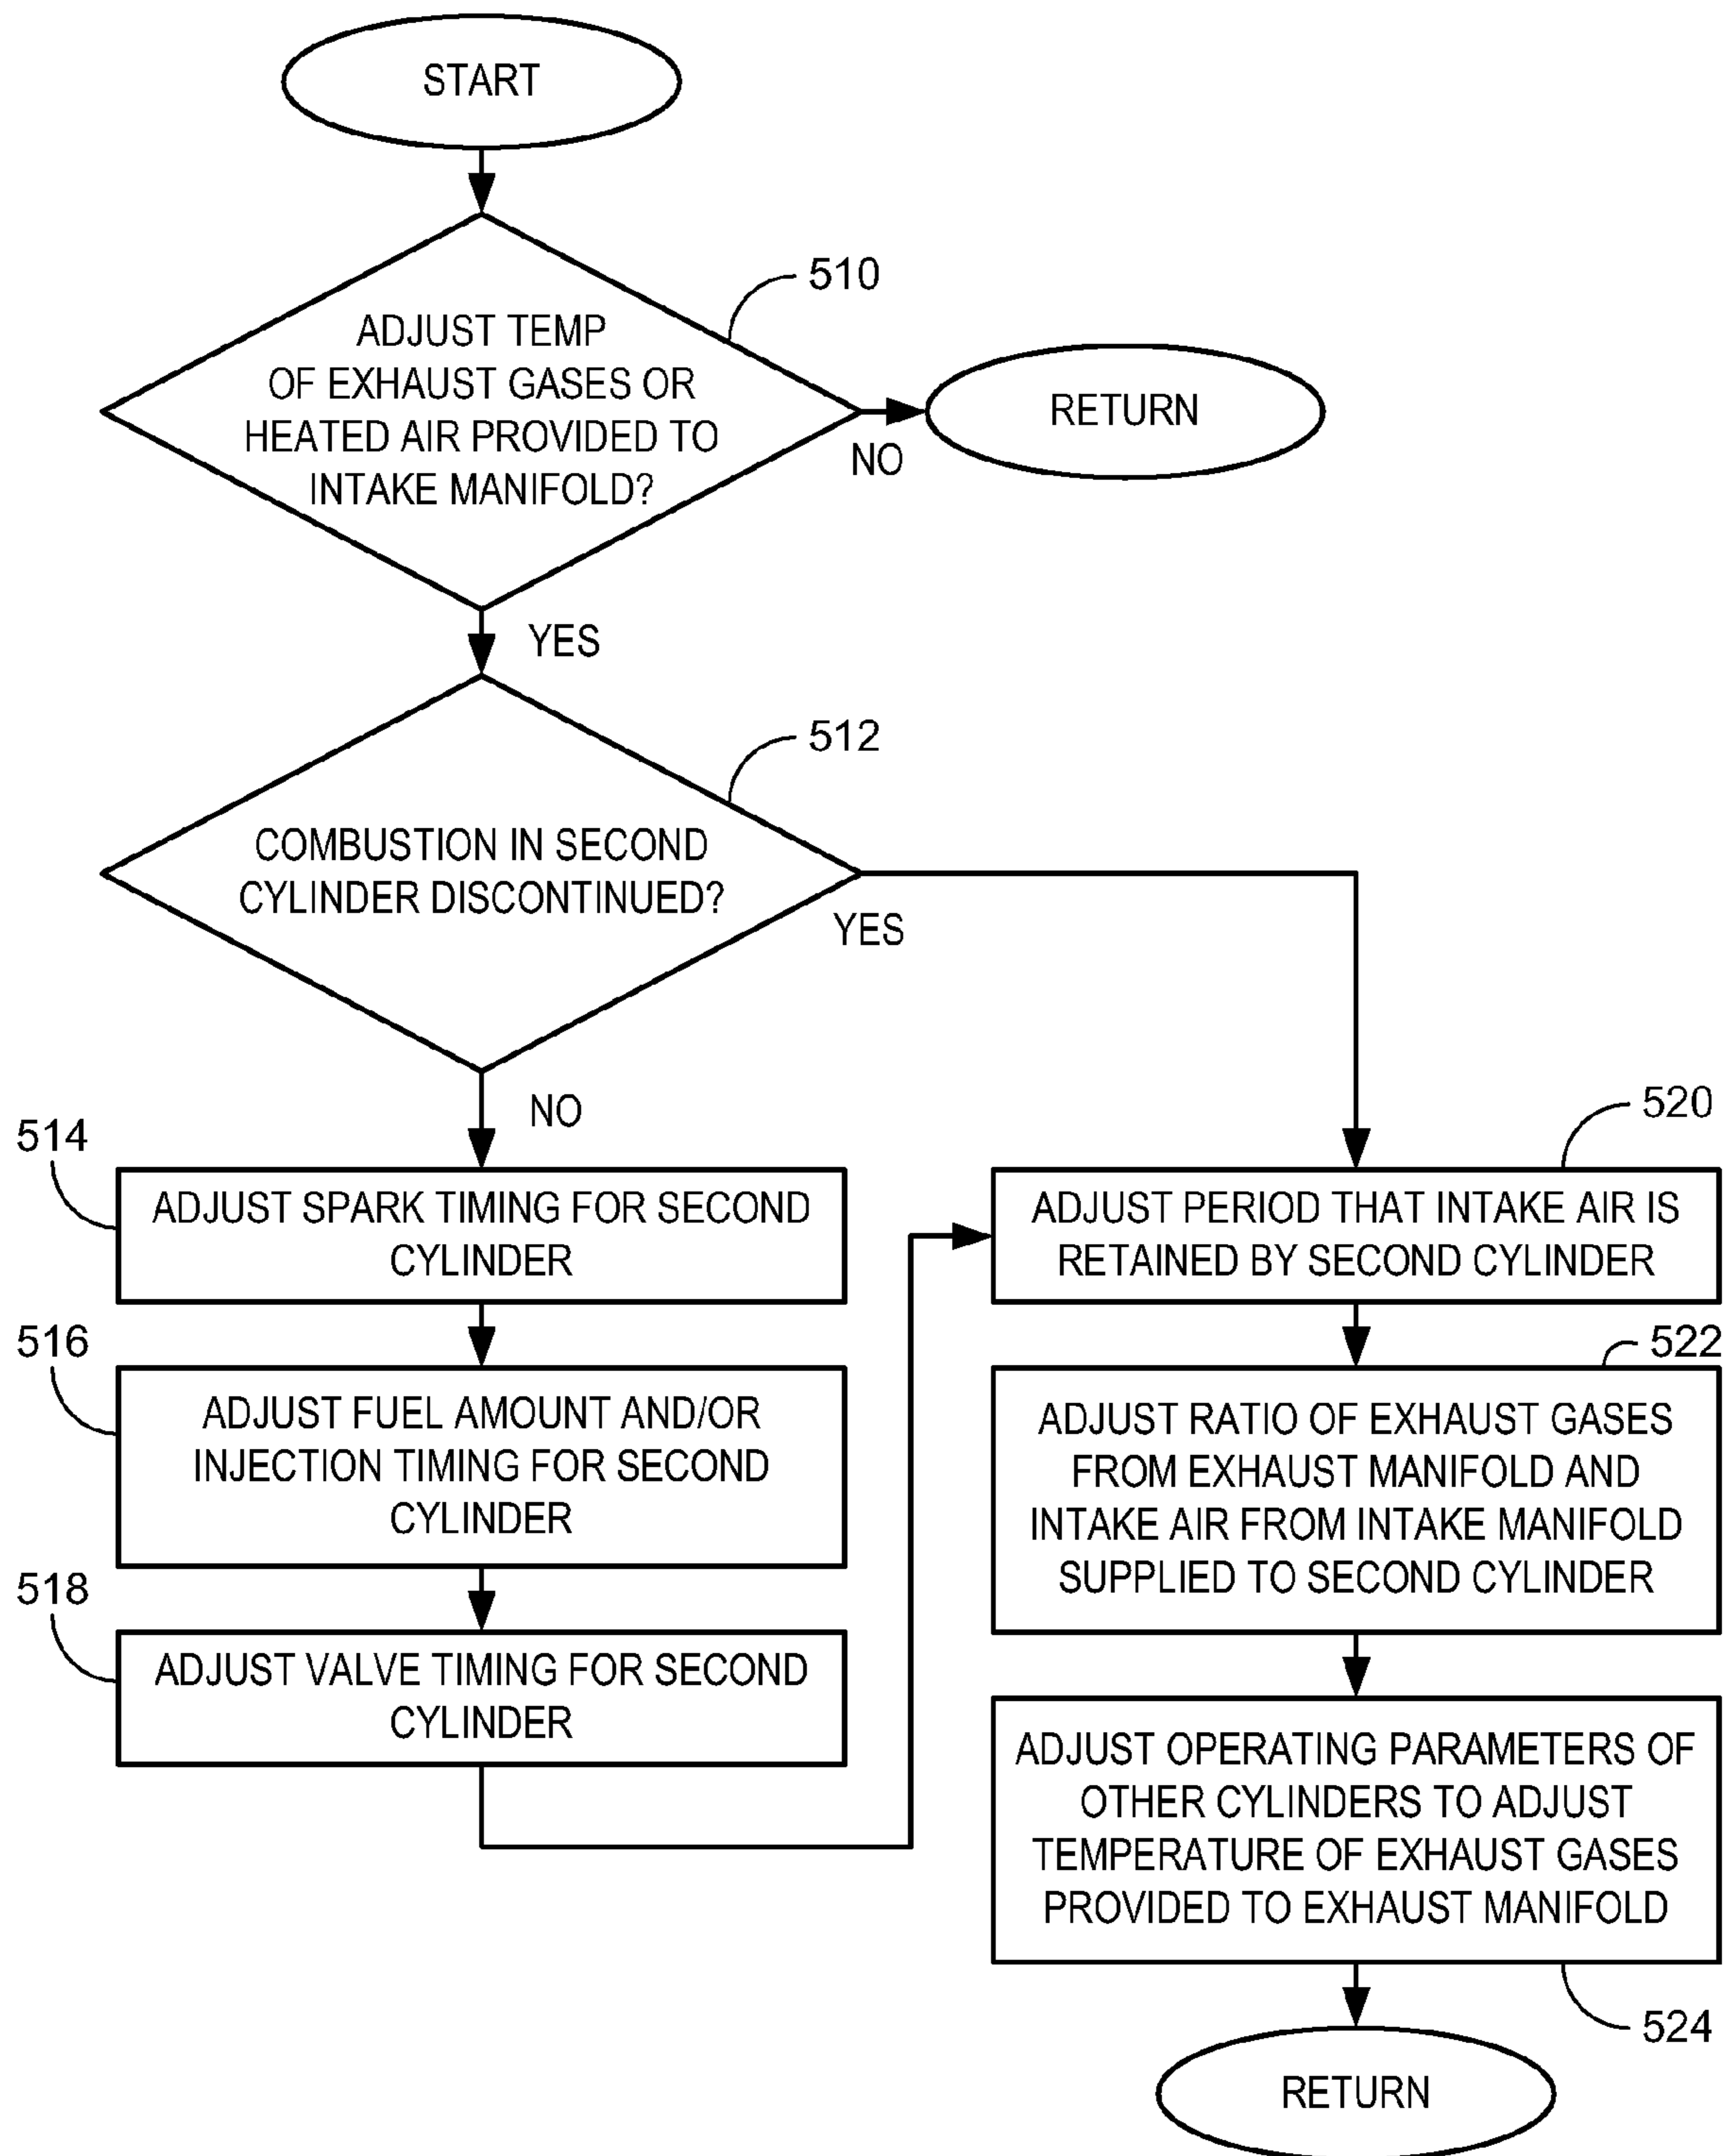 START
510
ADJUST TEMP
OF EXHAUST GASES OR
HEATED AIR PROVIDED TO
INTAKE MANIFOLD?
NO
RETURN
YES
512
COMBUSTION IN SECOND
CYLINDER DISCONTINUED?
YES
NO
514
ADJUST SPARK TIMING FOR SECOND
CYLINDER
516
ADJUST FUEL AMOUNT AND/OR
INJECTION TIMING FOR SECOND
CYLINDER
518
ADJUST VALVE TIMING FOR SECOND
CYLINDER
520
ADJUST PERIOD THAT INTAKE AIR IS
RETAINED BY SECOND CYLINDER
522
ADJUST RATIO OF EXHAUST GASES
FROM EXHAUST MANIFOLD AND
INTAKE AIR FROM INTAKE MANIFOLD
SUPPLIED TO SECOND CYLINDER
ADJUST OPERATING PARAMETERS OF
OTHER CYLINDERS TO ADJUST
TEMPERATURE OF EXHAUST GASES
PROVIDED TO EXHAUST MANIFOLD
524
RETURN